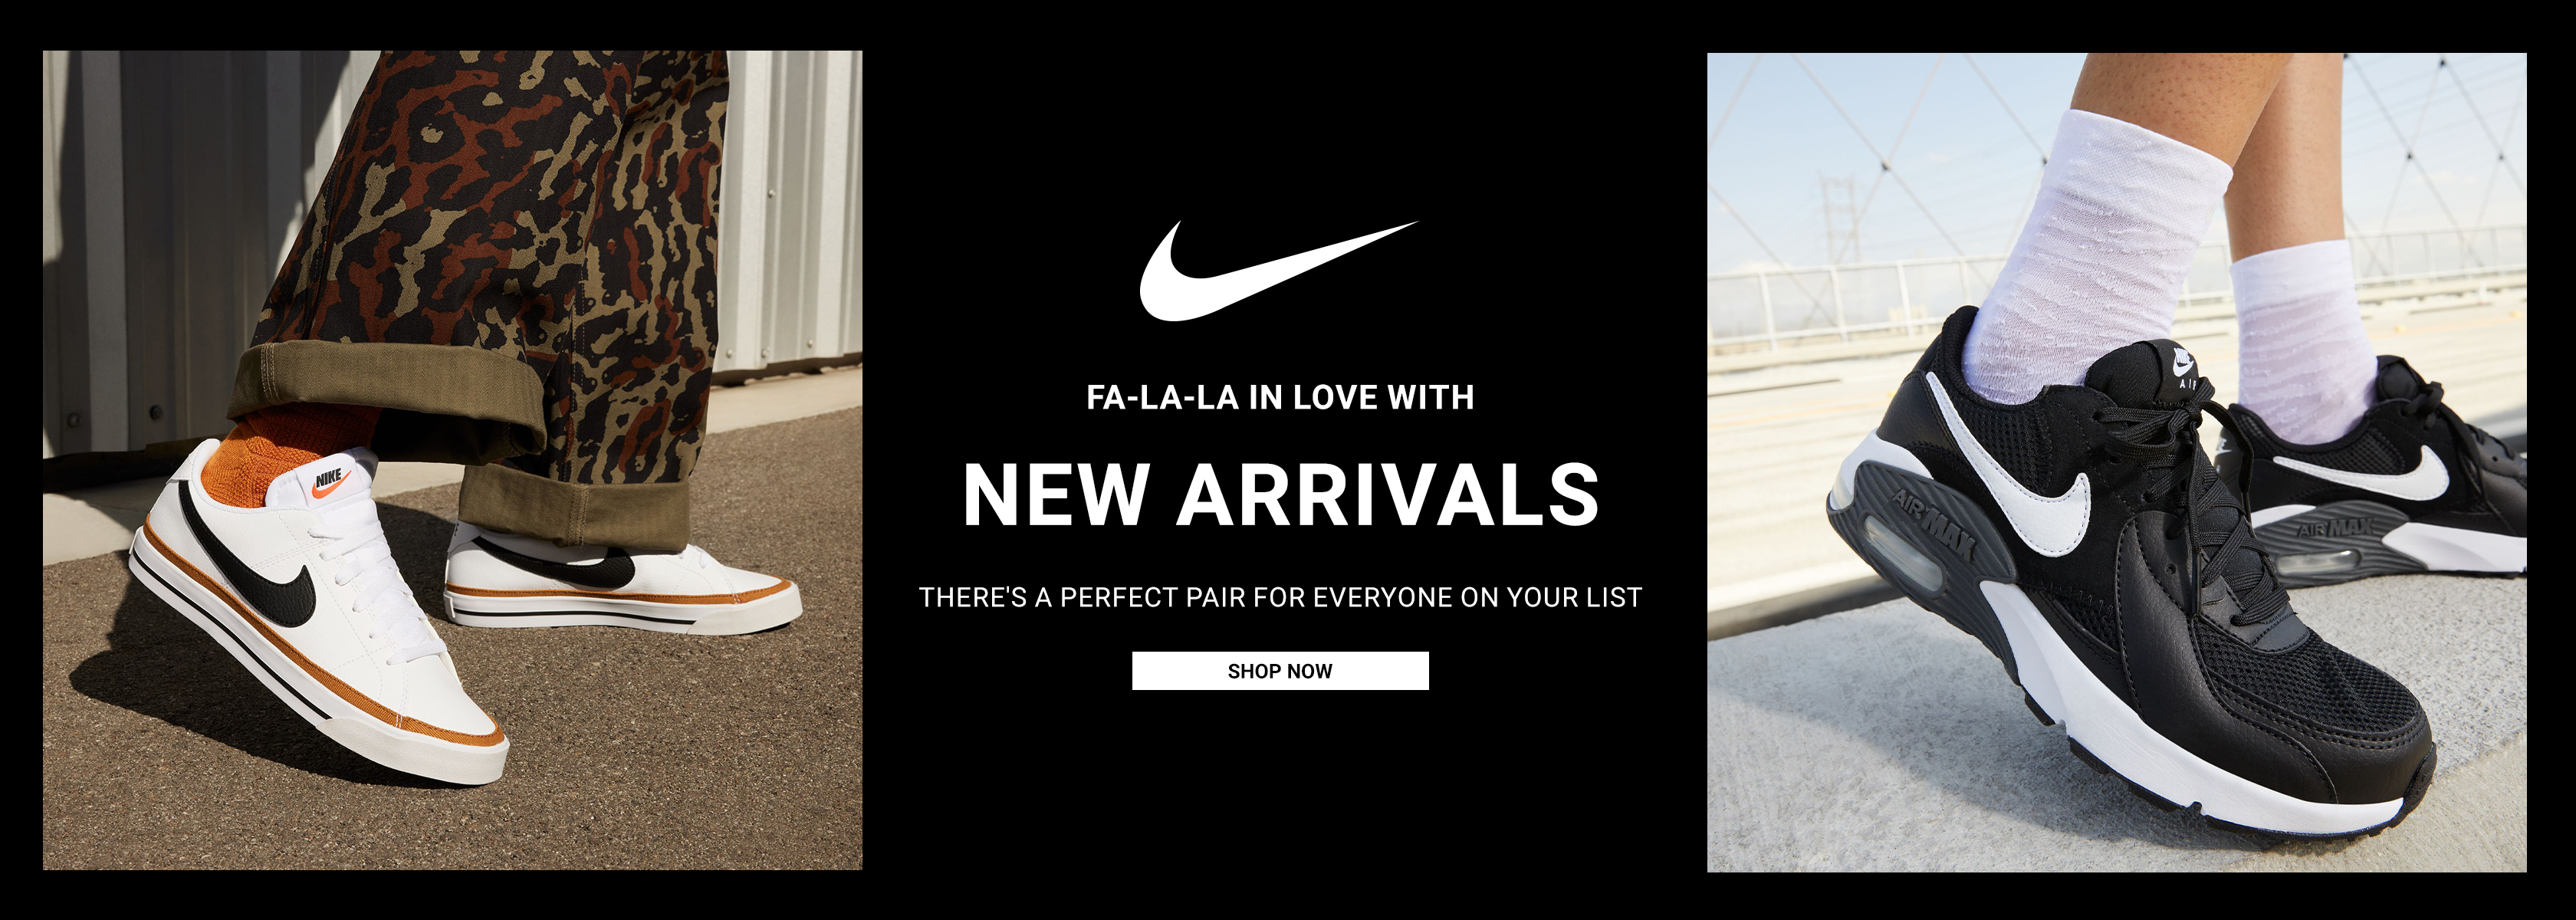 NIKE
FA-LA-LA IN LOVE WITH
NEW ARRIVALS
THERE'S A PERFECT PAIR FOR EVERYONE ON YOUR LIST
SHOP NOW
NIKE
AIR
AIR MAX
AIR MAX